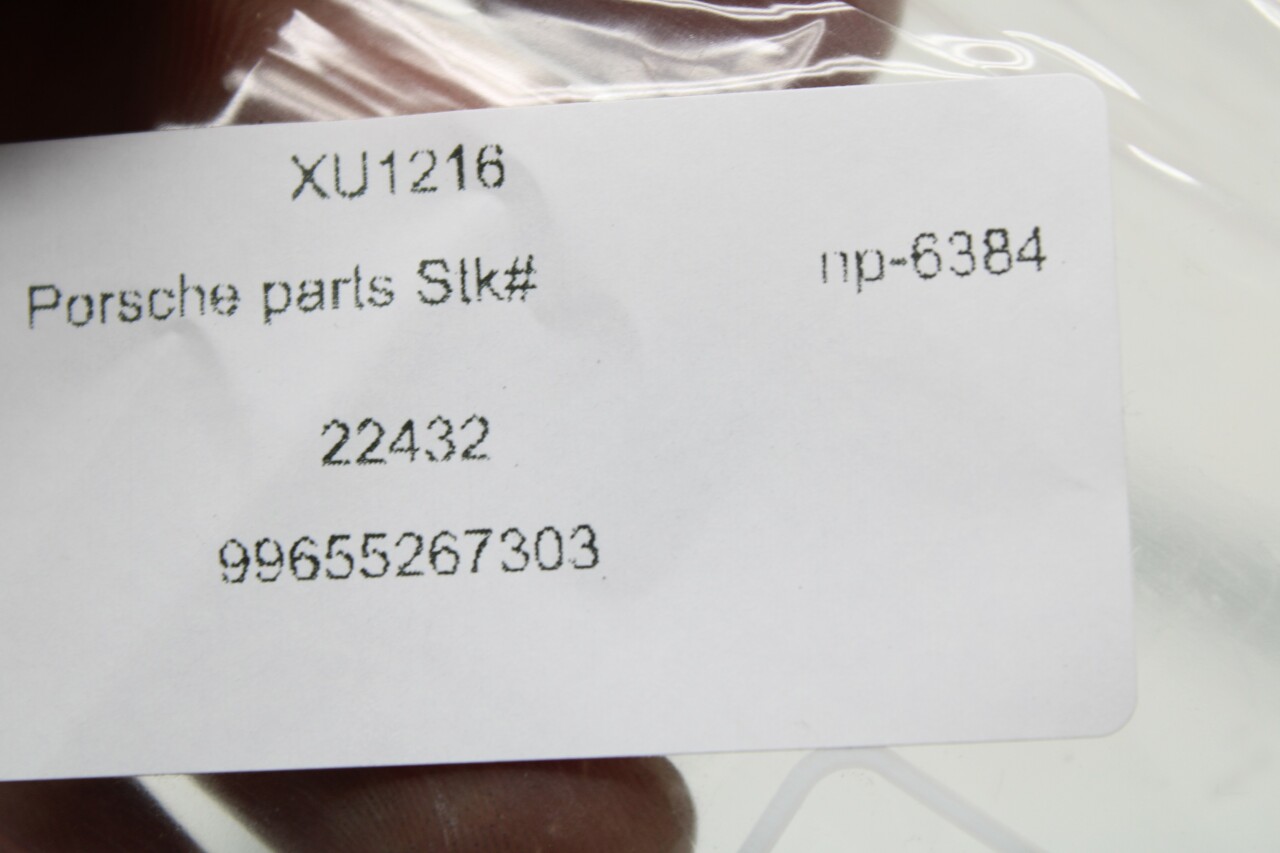 XU1216
Porsche parts Stk#
np-6384
22432
99655267303